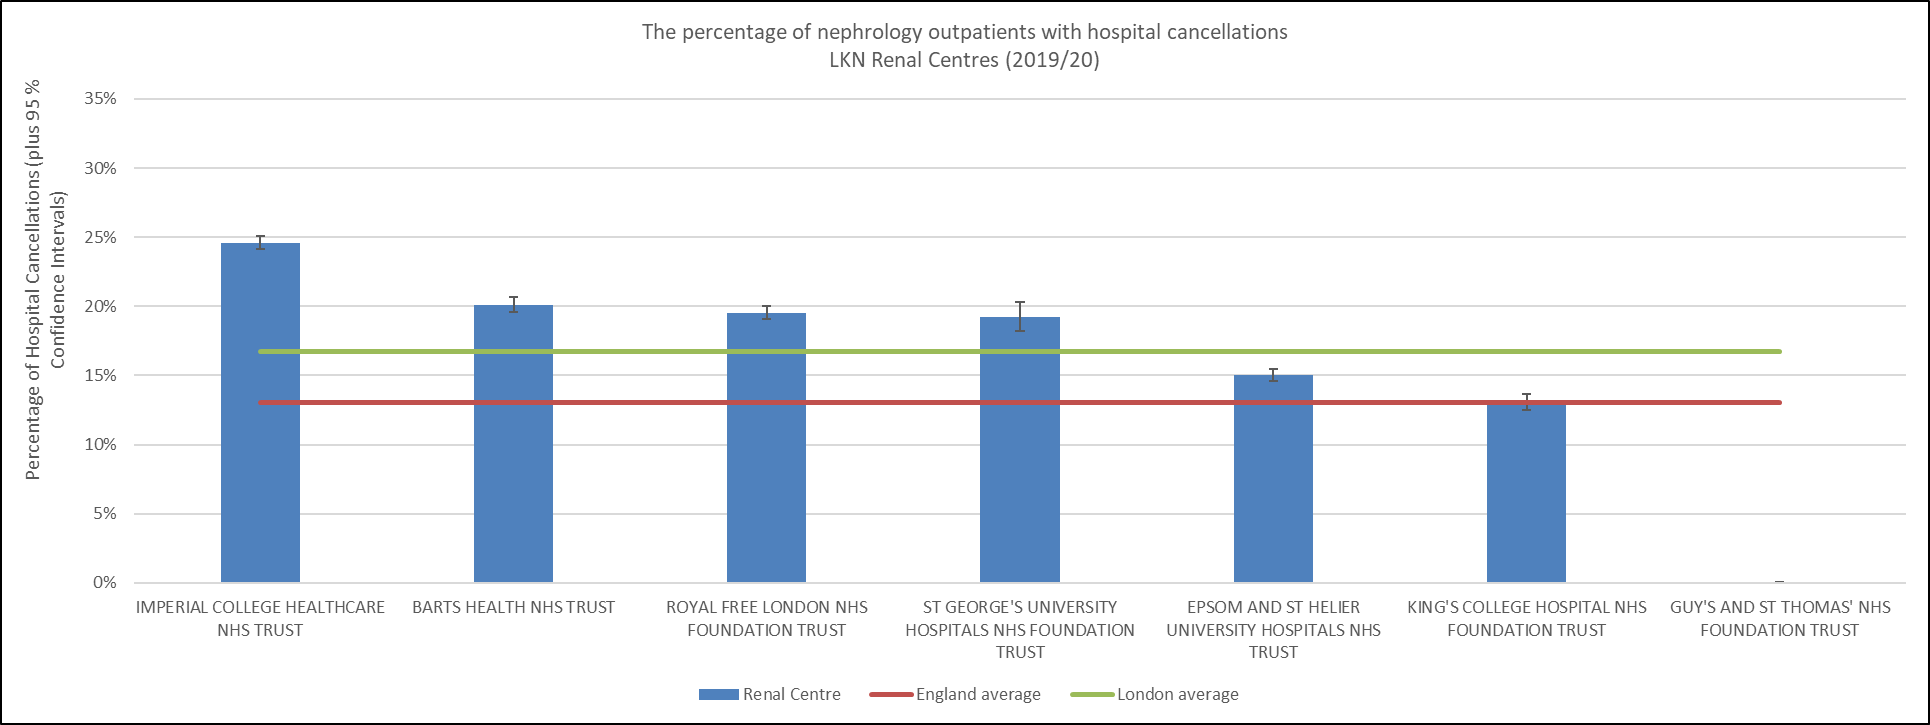 The percentage of nephrology outpatients with hospital cancellations
LKN Renal Centres (2019/20)
Percentage of Hospital Cancellations (plus 95 %
Confidence Intervals)
35%
30%
25%
20%
15%
10%
5%
0%
IMPERIAL COLLEGE HEALTHCARE
NHS TRUST
BARTS HEALTH NHS TRUST
ROYAL FREE LONDON NHS
FOUNDATION TRUST
ST GEORGE'S UNIVERSITY
HOSPITALS NHS FOUNDATION
TRUST
EPSOM AND ST HELIER
UNIVERSITY HOSPITALS NHS
TRUST
KING'S COLLEGE HOSPITAL NHS
FOUNDATION TRUST
GUY'S AND ST THOMAS' NHS
FOUNDATION TRUST
Renal Centre
England average
London average